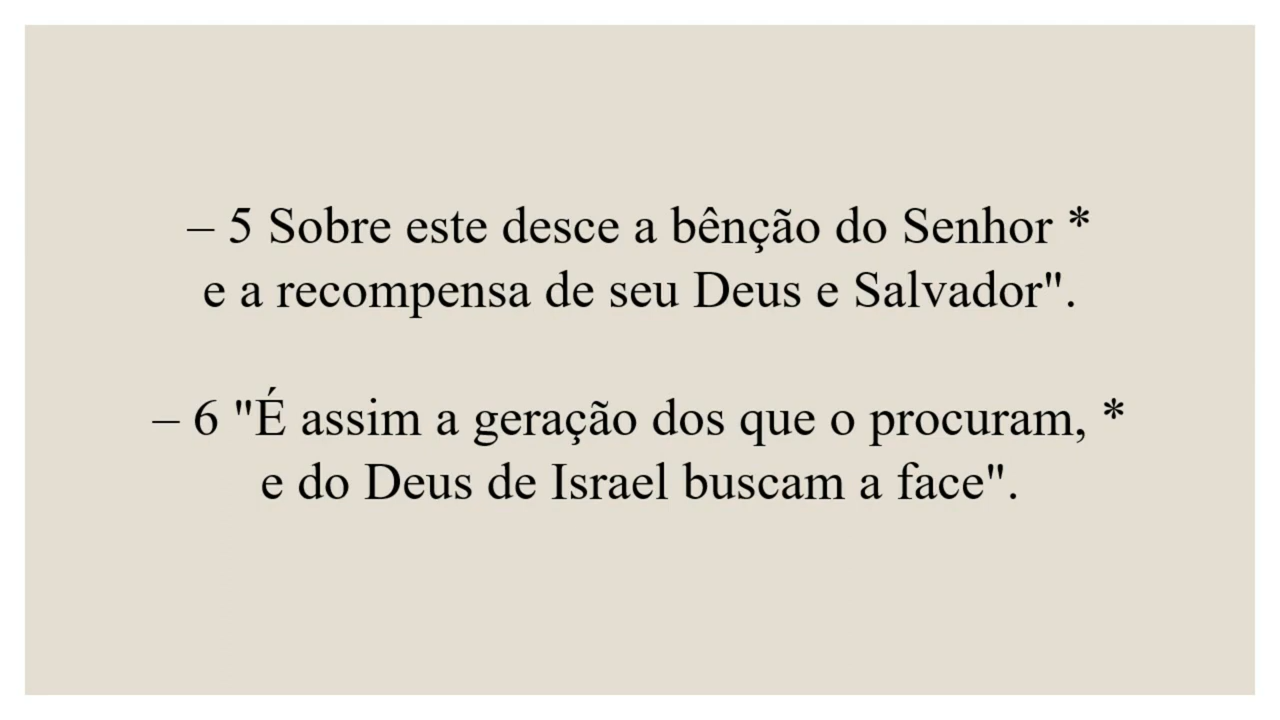 – 5 Sobre este desce a bênção do Senhor *
e a recompensa de seu Deus e Salvador".
– 6 "É assim a geração dos que o procuram, *
e do Deus de Israel buscam a face".